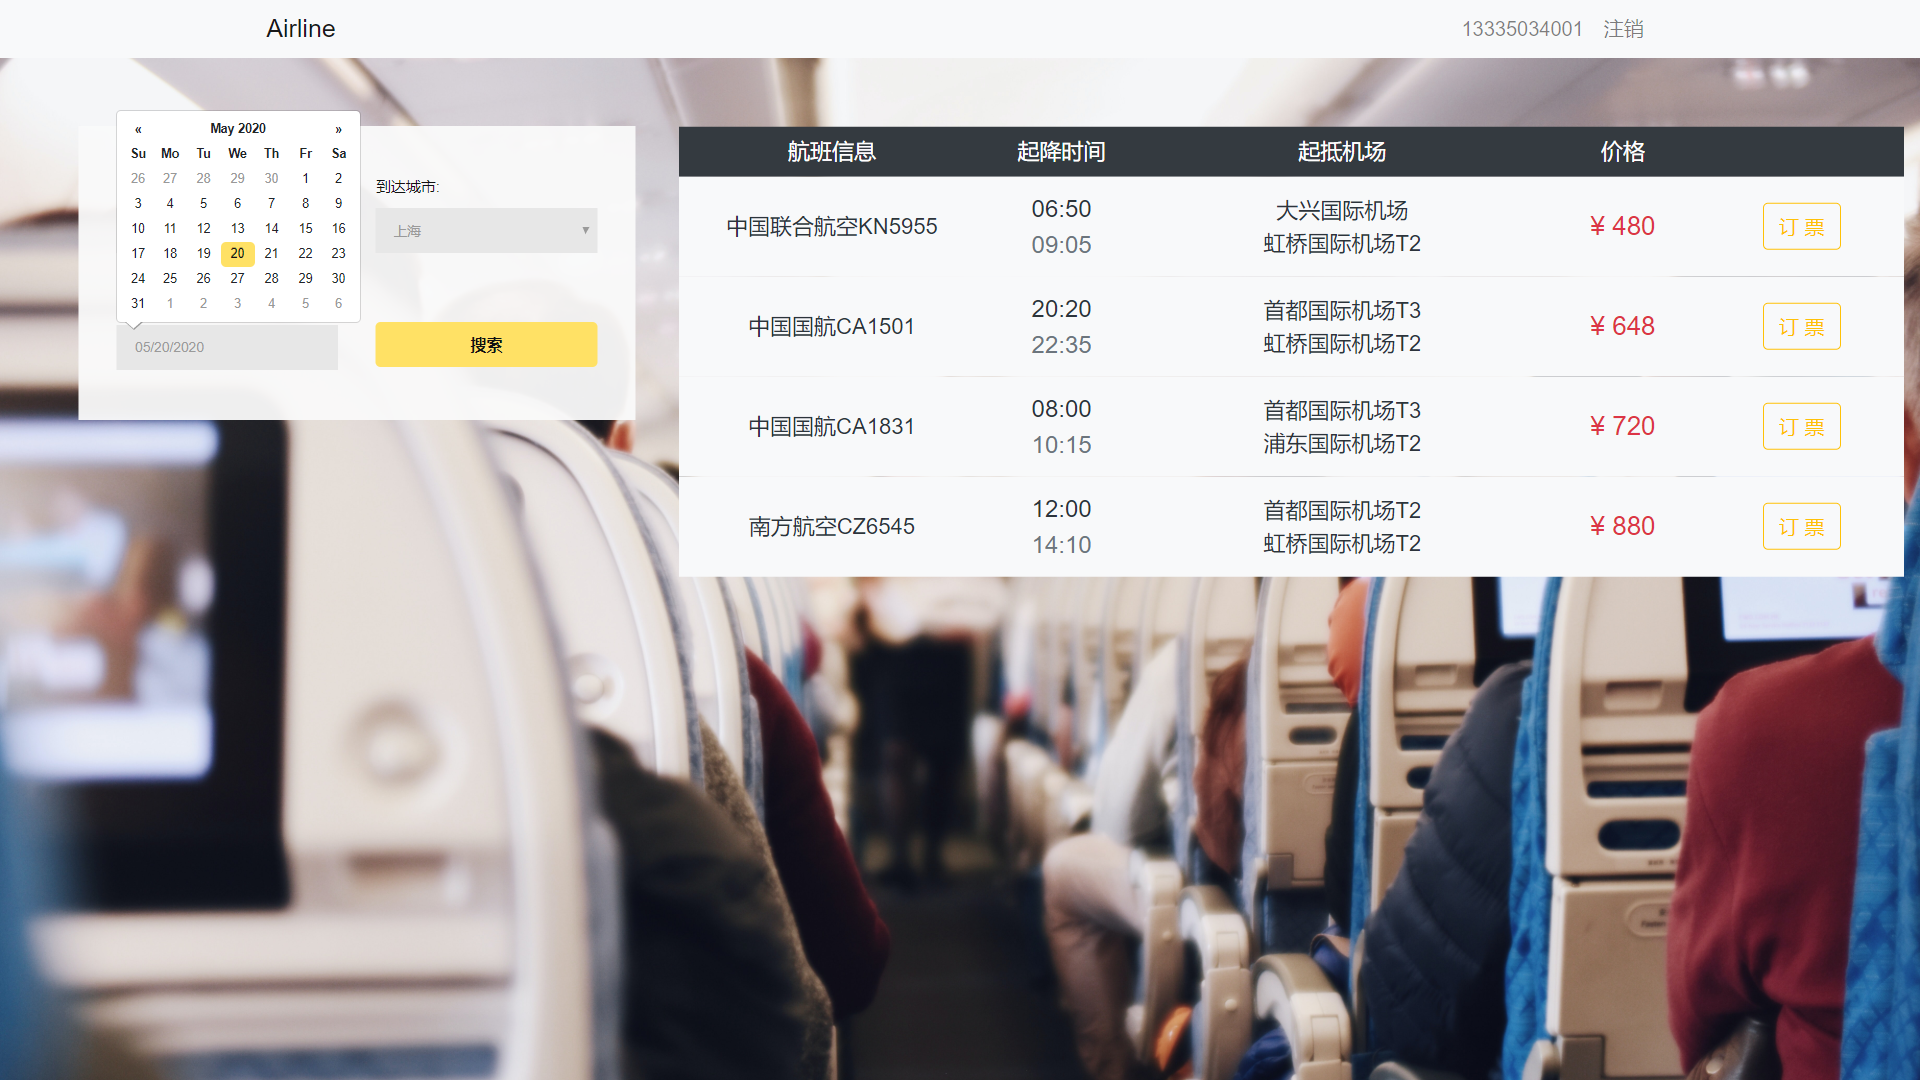 Airline
13335034001 注销
« May 2020 »
Su Mo Tu We Th Fr Sa
26 27 28 29 30 1 2
3 4 5 6 7 8 9
10 11 12 13 14 15 16
17 18 19 20 21 22 23
24 25 26 27 28 29 30
31 1 2 3 4 5 6
05/20/2020
到达城市:
上海
搜索
航班信息 起降时间 起抵机场 价格
中国联合航空KN5955
06:50
09:05
大兴国际机场
虹桥国际机场T2
¥ 480
订 票
中国国航CA1501
20:20
22:35
首都国际机场T3
虹桥国际机场T2
¥ 648
订 票
中国国航CA1831
08:00
10:15
首都国际机场T3
浦东国际机场T2
¥ 720
订 票
南方航空CZ6545
12:00
14:10
首都国际机场T2
虹桥国际机场T2
¥ 880
订 票